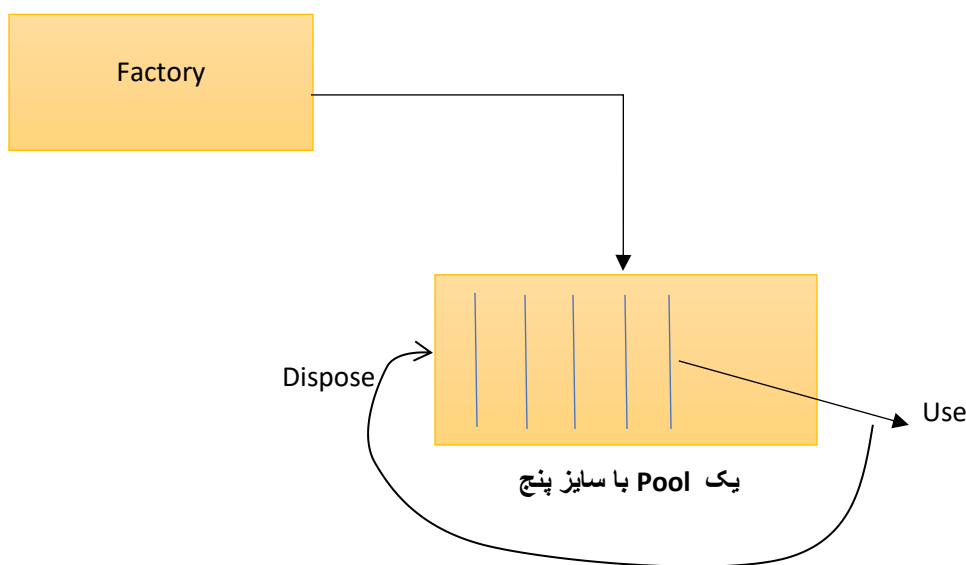 Factory
Dispose
Use
یک Pool با سایز پنج